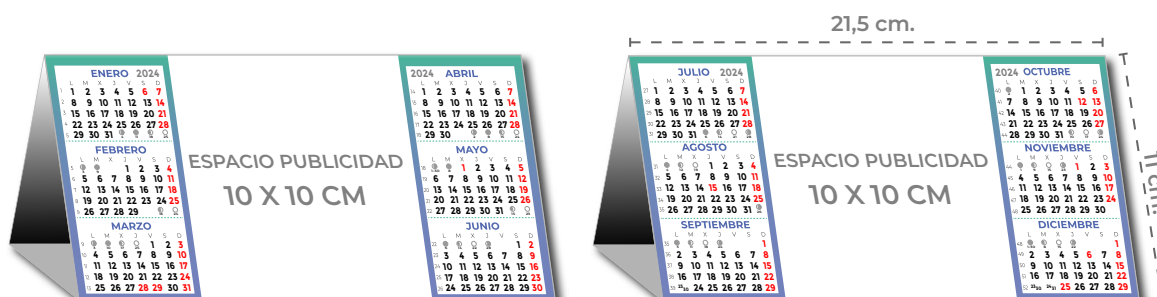 21,5 cm.
11 cm.
ENERO 2024
L M X J V S D
1 2 3 4 5 6 7
8 9 10 11 12 13 14
15 16 17 18 19 20 21
22 23 24 25 26 27 28
29 30 31
FEBRERO
L M X J V S D
1 2 3 4
5 6 7 8 9 10 11
12 13 14 15 16 17 18
19 20 21 22 23 24 25
26 27 28 29
MARZO
L M X J V S D
1 2 3
4 5 6 7 8 9 10
11 12 13 14 15 16 17
18 19 20 21 22 23 24
25 26 27 28 29 30 31
ESPACIO PUBLICIDAD
10 X 10 CM
2024 ABRIL
L M X J V S D
1 2 3 4 5 6 7
8 9 10 11 12 13 14
15 16 17 18 19 20 21
22 23 24 25 26 27 28
29 30
MAYO
L M X J V S D
1 2 3 4 5
6 7 8 9 10 11 12
13 14 15 16 17 18 19
20 21 22 23 24 25 26
27 28 29 30 31
JUNIO
L M X J V S D
1 2
3 4 5 6 7 8 9
10 11 12 13 14 15 16
17 18 19 20 21 22 23
24 25 26 27 28 29 30
JULIO 2024
L M X J V S D
1 2 3 4 5 6 7
8 9 10 11 12 13 14
15 16 17 18 19 20 21
22 23 24 25 26 27 28
29 30 31
AGOSTO
L M X J V S D
1 2 3 4
5 6 7 8 9 10 11
12 13 14 15 16 17 18
19 20 21 22 23 24 25
26 27 28 29 30 31
SEPTIEMBRE
L M X J V S D
1
2 3 4 5 6 7 8
9 10 11 12 13 14 15
16 17 18 19 20 21 22
23 30 24 25 26 27 28 29
ESPACIO PUBLICIDAD
10 X 10 CM
2024 OCTUBRE
L M X J V S D
1 2 3 4 5 6
7 8 9 10 11 12 13
14 15 16 17 18 19 20
21 22 23 24 25 26 27
28 29 30 31
NOVIEMBRE
L M X J V S D
1 2 3
4 5 6 7 8 9 10
11 12 13 14 15 16 17
18 19 20 21 22 23 24
25 26 27 28 29 30
DICIEMBRE
L M X J V S D
1
2 3 4 5 6 7 8
9 10 11 12 13 14 15
16 17 18 19 20 21 22
23 30 24 31 25 26 27 28 29